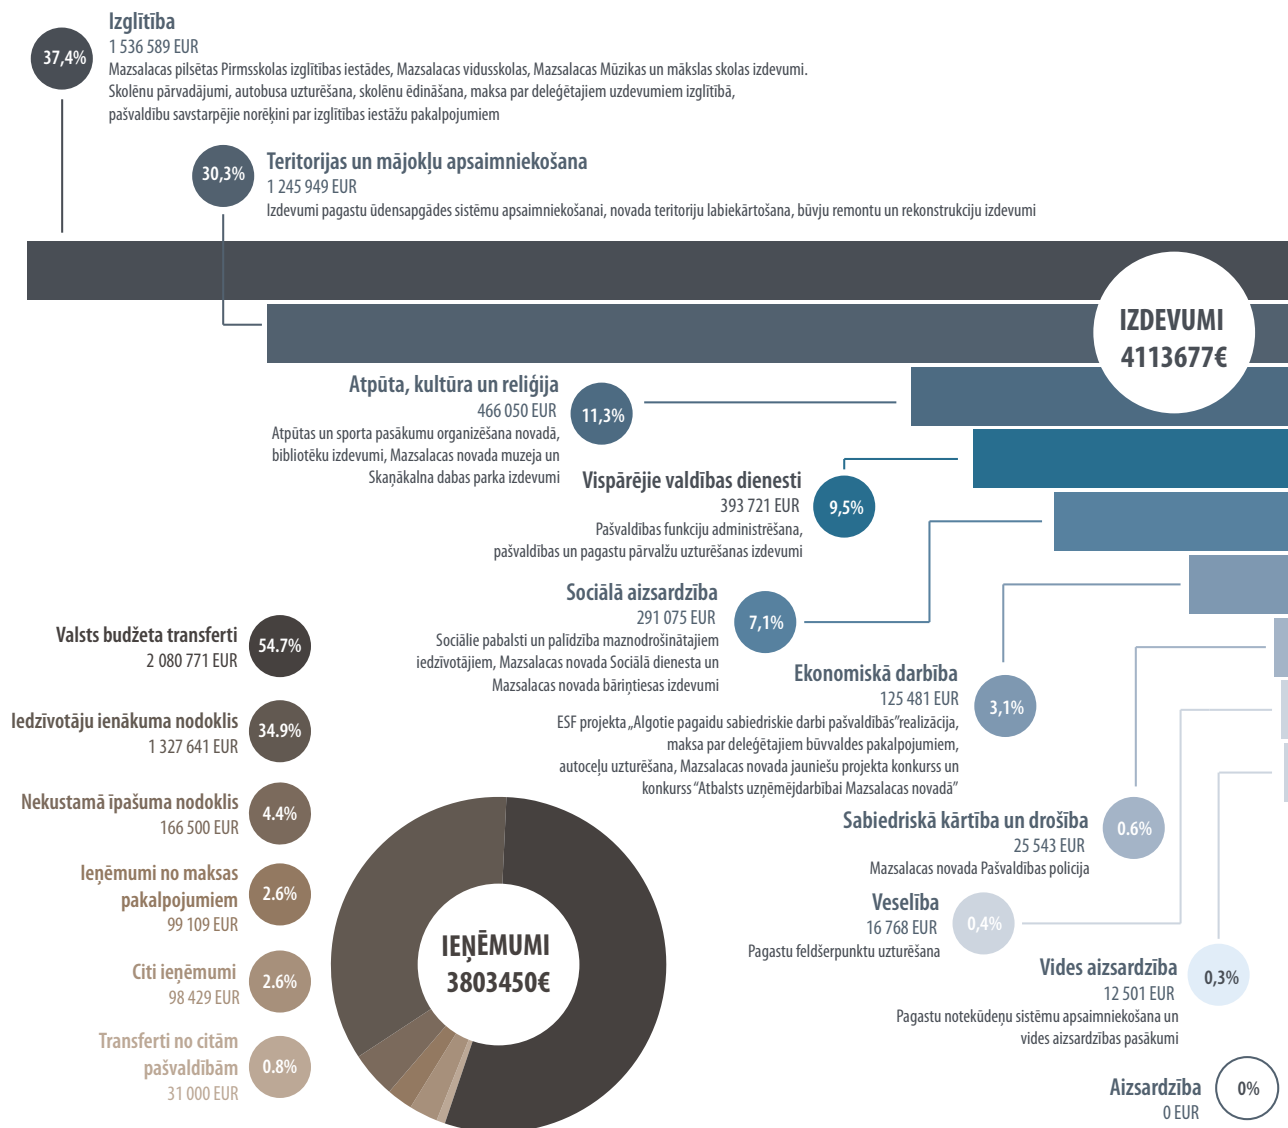 Izglītība
37,4%
1 536 589 EUR
Mazsalacas pilsētas Pirmsskolas izglītības iestādes, Mazsalacas vidusskolas, Mazsalacas Mūzikas un mākslas skolas izdevumi.
Skolēnu pārvadājumi, autobusa uzturēšana, skolēnu ēdināšana, maksa par deleģētajiem uzdevumiem izglītībā,
pašvaldību savstarpējie norēķini par izglītības iestāžu pakalpojumiem
30,3%
Teritorijas un mājokļu apsaimniekošana
1 245 949 EUR
Izdevumi pagastu ūdensapgādes sistēmu apsaimniekošanai, novada teritoriju labiekārtošana, būvju remontu un rekonstrukciju izdevumi
IZDEVUMI
4113677€
Atpūta, kultūra un reliģija
466 050 EUR
11,3%
Atpūtas un sporta pasākumu organizēšana novadā,
bibliotēku izdevumi, Mazsalacas novada muzeja un
Skaņākalna dabas parka izdevumi
Vispārējie valdības dienesti
393 721 EUR
9,5%
Pašvaldības funkciju administrēšana,
pašvaldības un pagastu pārvalžu uzturēšanas izdevumi
Sociālā aizsardzība
291 075 EUR
7,1%
Sociālie pabalsti un palīdzība maznodrošinātajiem
iedzīvotājiem, Mazsalacas novada Sociālā dienesta un
Mazsalacas novada bāriņtiesas izdevumi
Ekonomiskā darbība
125 481 EUR
3,1%
ESF projekta „Algotie pagaidu sabiedriskie darbi pašvaldībās”realizācija,
maksa par deleģētajiem būvvaldes pakalpojumiem,
autoceļu uzturēšana, Mazsalacas novada jauniešu projekta konkurss un
konkurss “Atbalsts uzņēmējdarbībai Mazsalacas novadā”
Sabiedriskā kārtība un drošība
25 543 EUR
0.6%
Mazsalacas novada Pašvaldības policija
Veselība
16 768 EUR
0,4%
Pagastu feldšerpunktu uzturēšana
Vides aizsardzība
12 501 EUR
0,3%
Pagastu notekūdeņu sistēmu apsaimniekošana un
vides aizsardzības pasākumi
Aizsardzība
0 EUR
0%
Valsts budžeta transferti
2 080 771 EUR
54.7%
Iedzīvotāju ienākuma nodoklis
1 327 641 EUR
34.9%
Nekustamā īpašuma nodoklis
166 500 EUR
4.4%
Ieņēmumi no maksas
pakalpojumiem
99 109 EUR
2.6%
Citi ieņēmumi
98 429 EUR
2.6%
Transferti no citām
pašvaldībām
31 000 EUR
0.8%
IEŅĒMUMI
3803450€